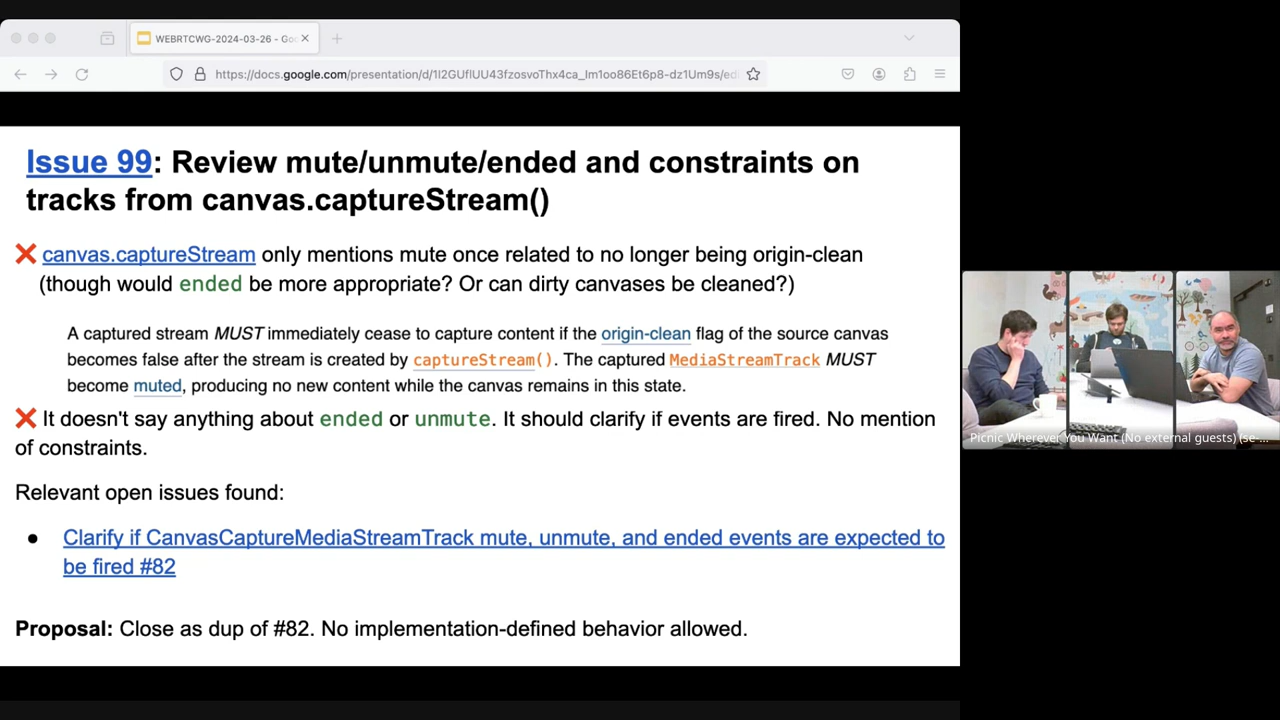 WEBRTCWG-2024-03-26 - Goo
https://docs.google.com/presentation/d/1l2GUflUU43fzosvoThx4ca_Im1oo86Et6p8-dz1Um9s/edi
Issue 99: Review mute/unmute/ended and constraints on
tracks from canvas.captureStream()
❌ canvas.captureStream only mentions mute once related to no longer being origin-clean
(though would ended be more appropriate? Or can dirty canvases be cleaned?)
A captured stream MUST immediately cease to capture content if the origin-clean flag of the source canvas
becomes false after the stream is created by captureStream(). The captured MediaStreamTrack MUST
become muted, producing no new content while the canvas remains in this state.
❌ It doesn't say anything about ended or unmute. It should clarify if events are fired. No mention
of constraints.
Relevant open issues found:
● Clarify if CanvasCaptureMediaStreamTrack mute, unmute, and ended events are expected to
be fired #82
Proposal: Close as dup of #82. No implementation-defined behavior allowed.
Picnic Wherever You Want (No external guests) (se-...